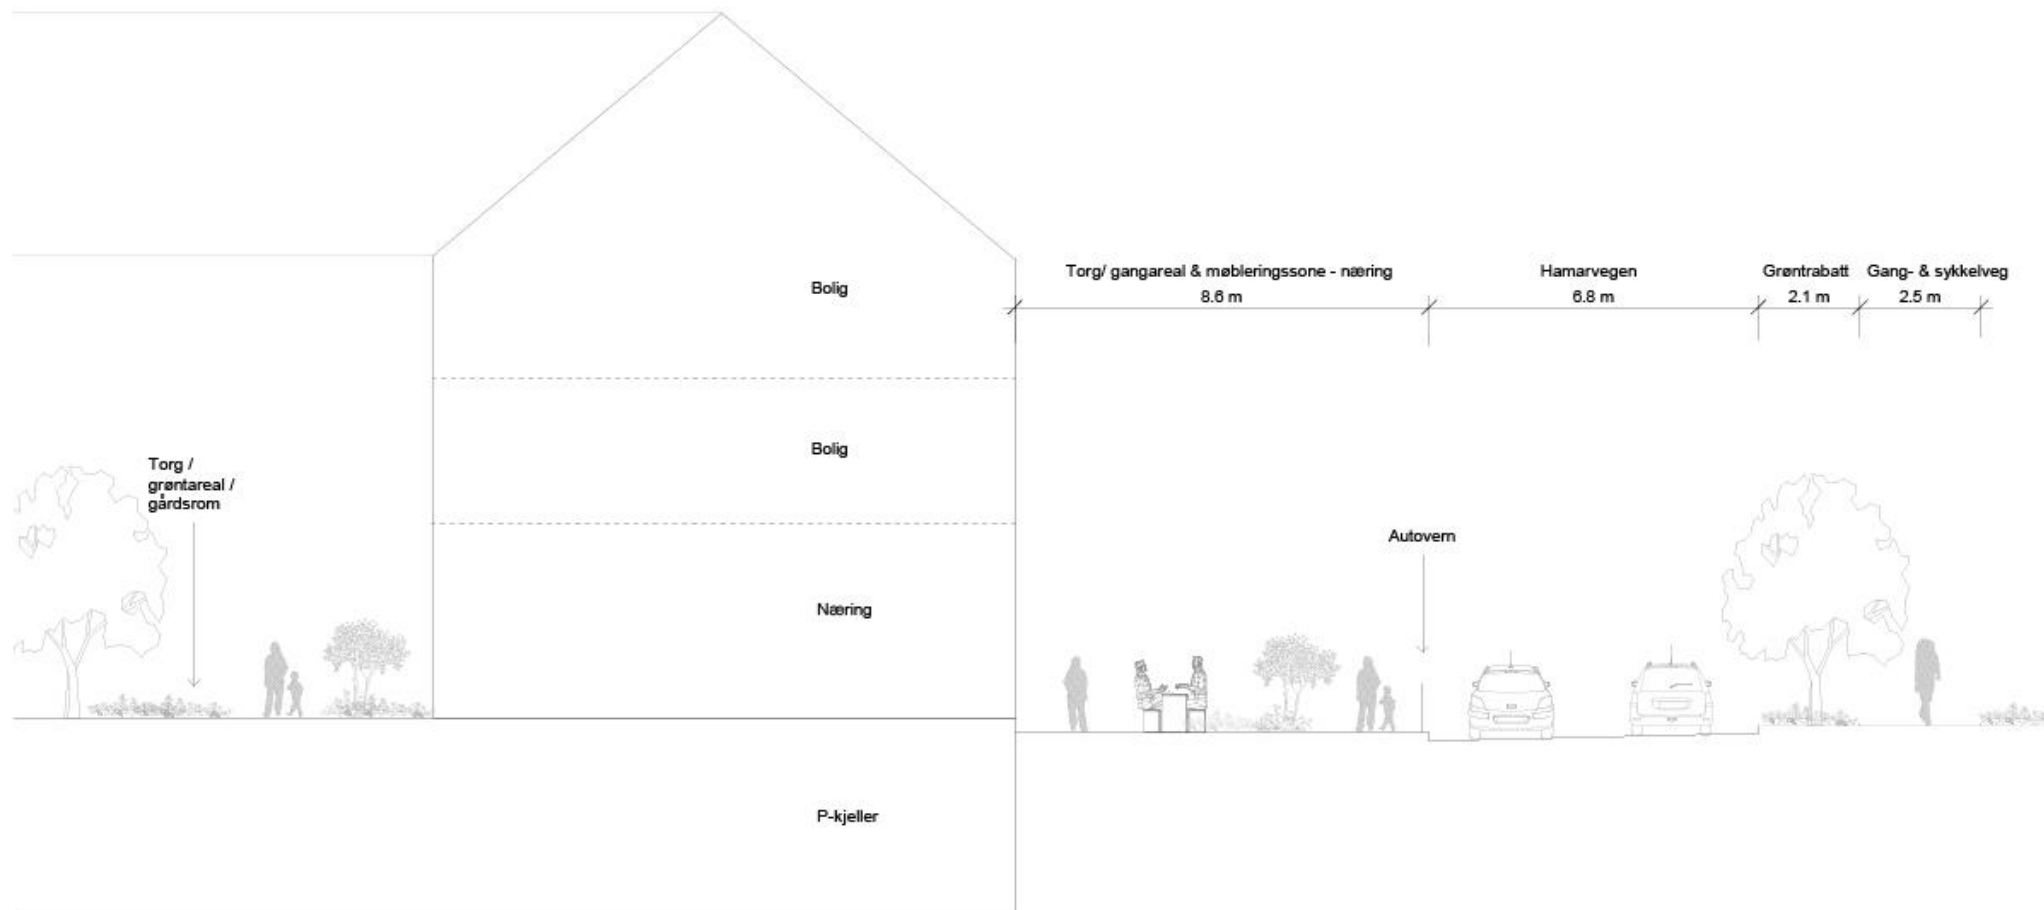 Torg/ gangareal & møbleringssone - næring
8.6 m
Hamarvegen
6.8 m
Grøntrabatt
2.1 m
Gang- & sykkelveg
2.5 m
Bolig
Bolig
Torg /
grøntareal /
gårdsrom
Autovern
Næring
P-kjeller